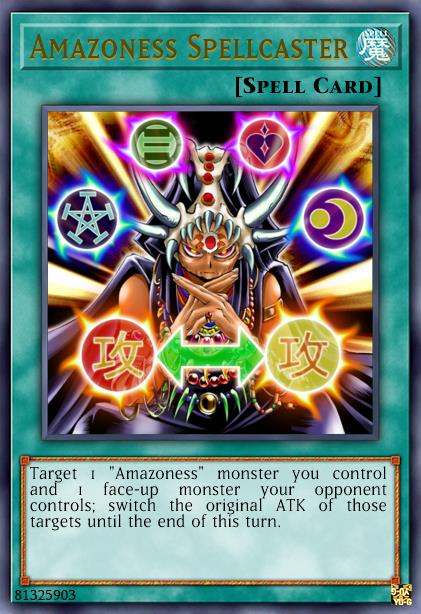 AMAZONESS SPELLCASTER
SPELL
魔
[SPELL CARD]
攻 攻
Target 1 "Amazoness" monster you control
and 1 face-up monster your opponent
controls; switch the original ATK of those
targets until the end of this turn.
81325903